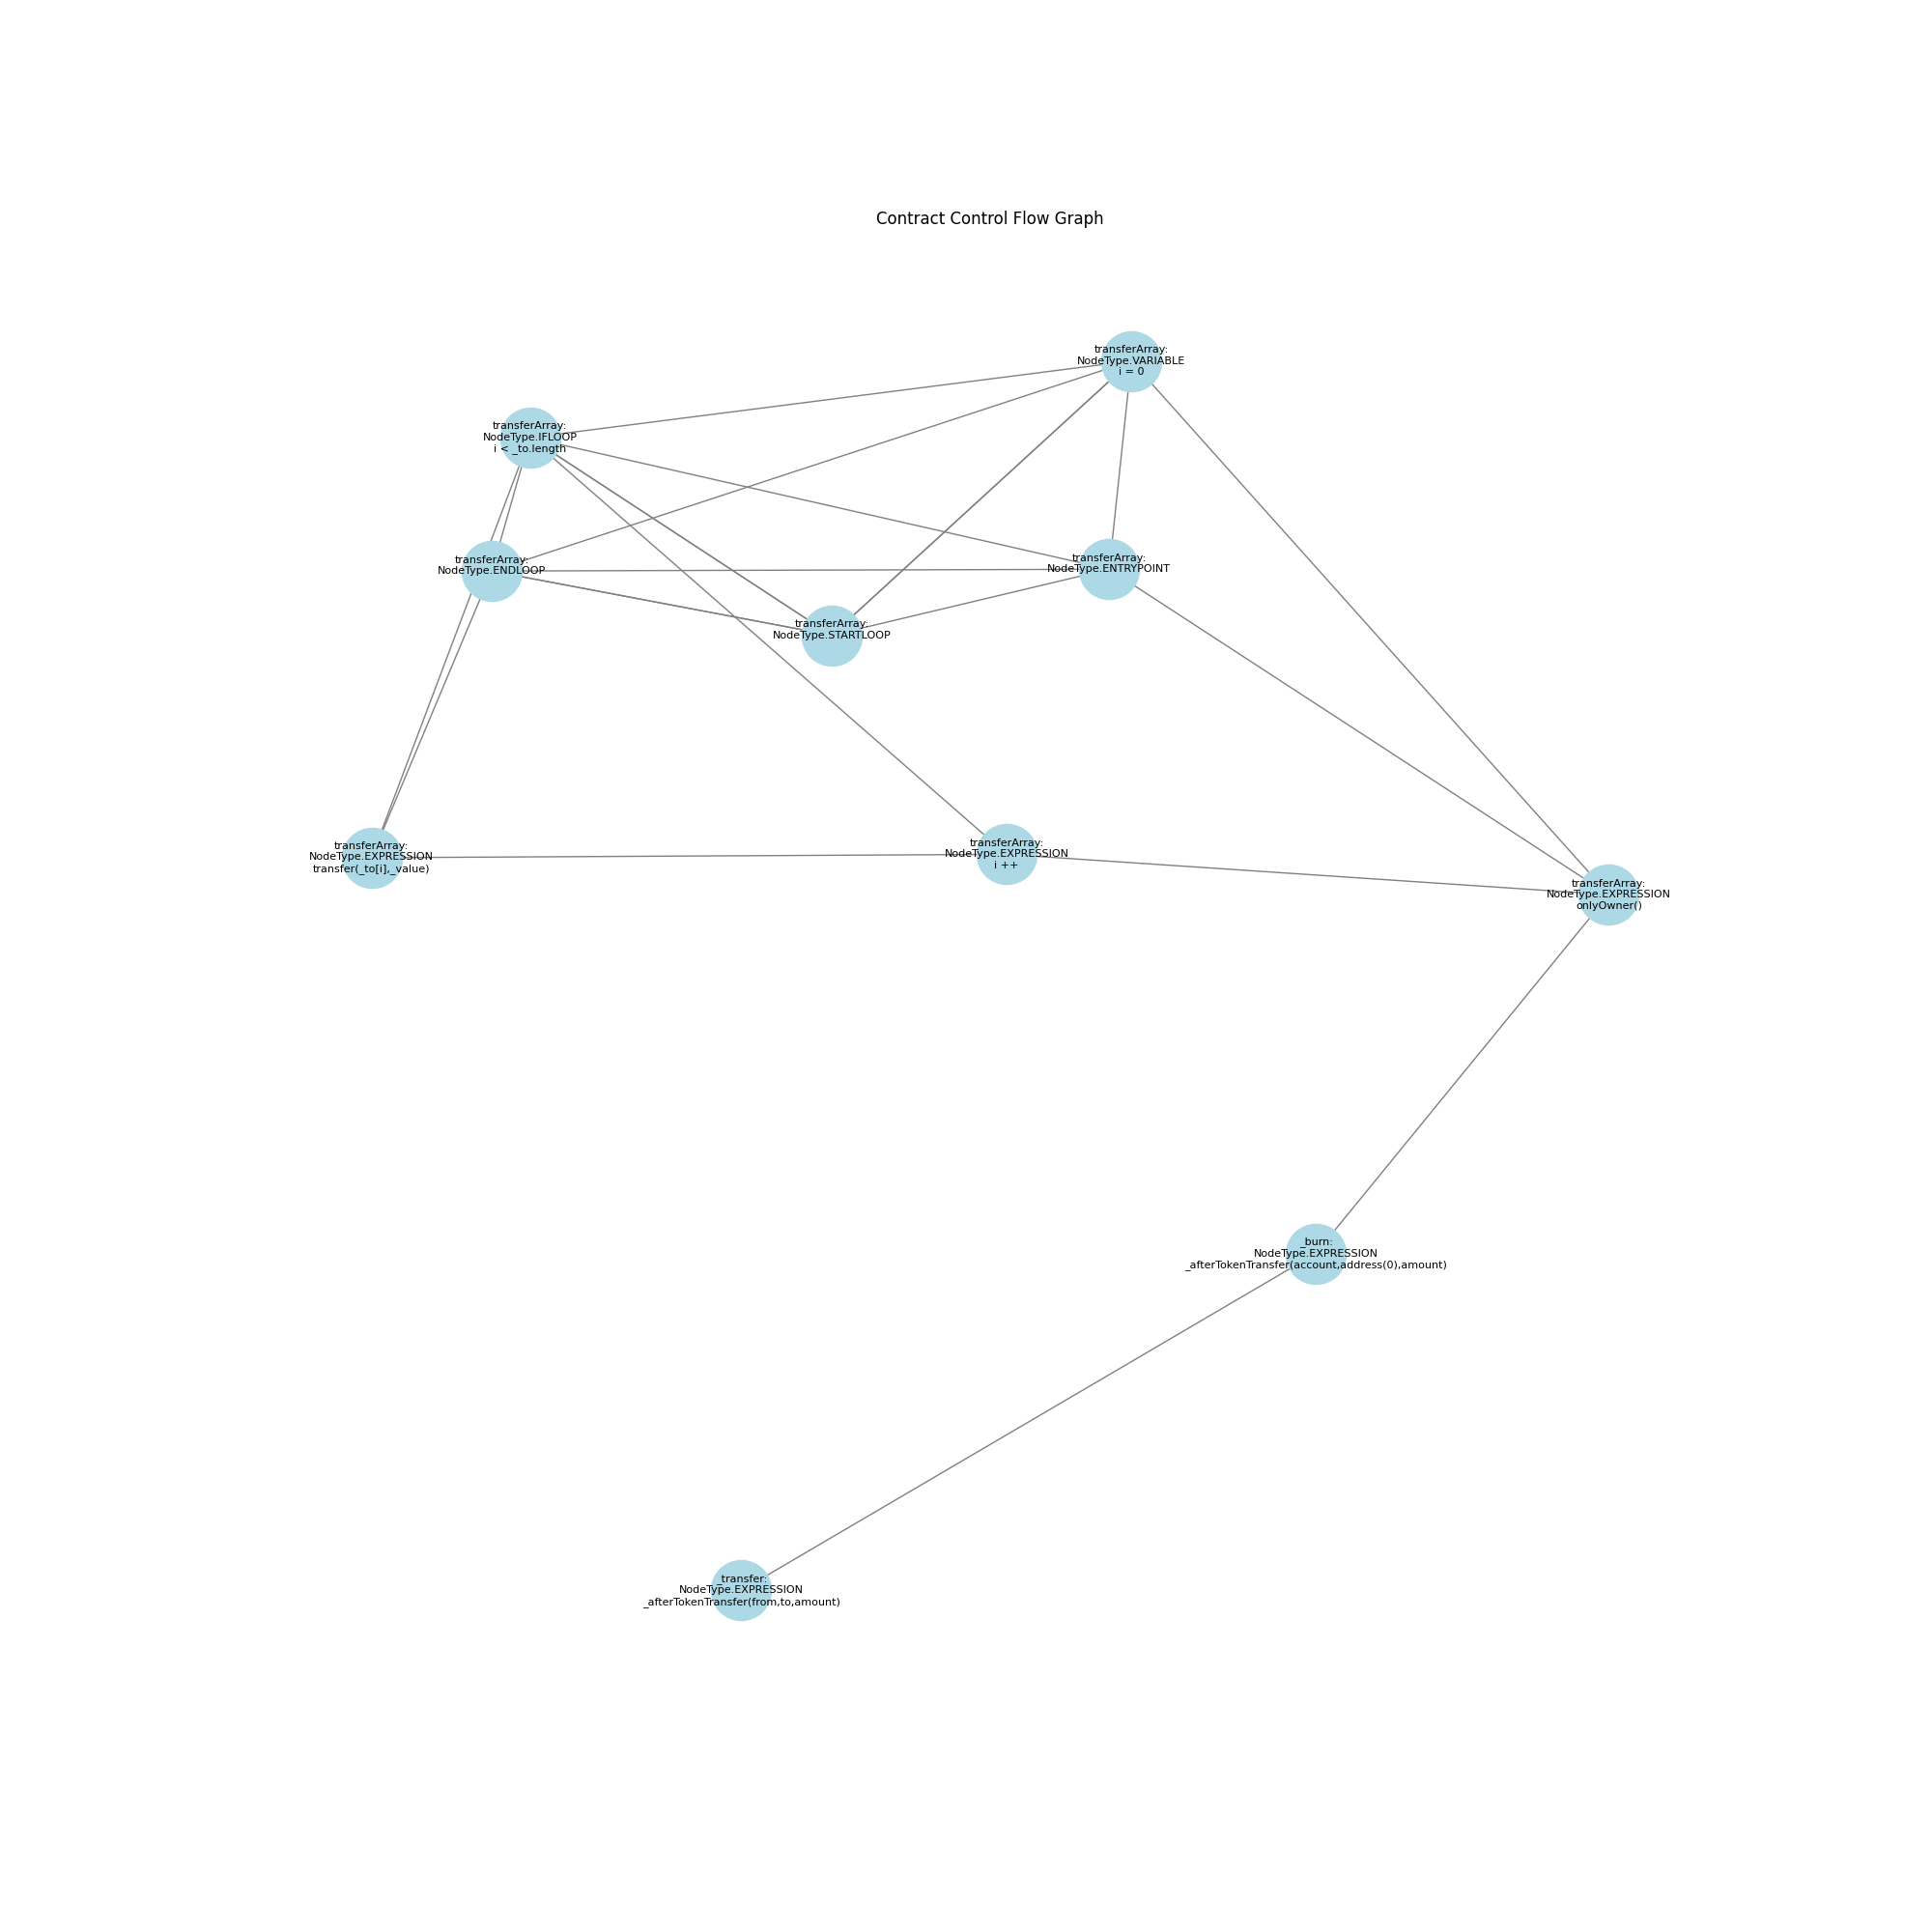 Contract Control Flow Graph
transferArray:
NodeType.VARIABLE
i = 0
transferArray:
NodeType.IFLOOP
i < _to.length
transferArray:
NodeType.ENDLOOP
transferArray:
NodeType.ENTRYPOINT
transferArray:
NodeType.STARTLOOP
transferArray:
NodeType.EXPRESSION
transfer(_to[i],_value)
transferArray:
NodeType.EXPRESSION
i ++
transferArray:
NodeType.EXPRESSION
onlyOwner()
_burn:
NodeType.EXPRESSION
_afterTokenTransfer(account,address(0),amount)
_transfer:
NodeType.EXPRESSION
_afterTokenTransfer(from,to,amount)